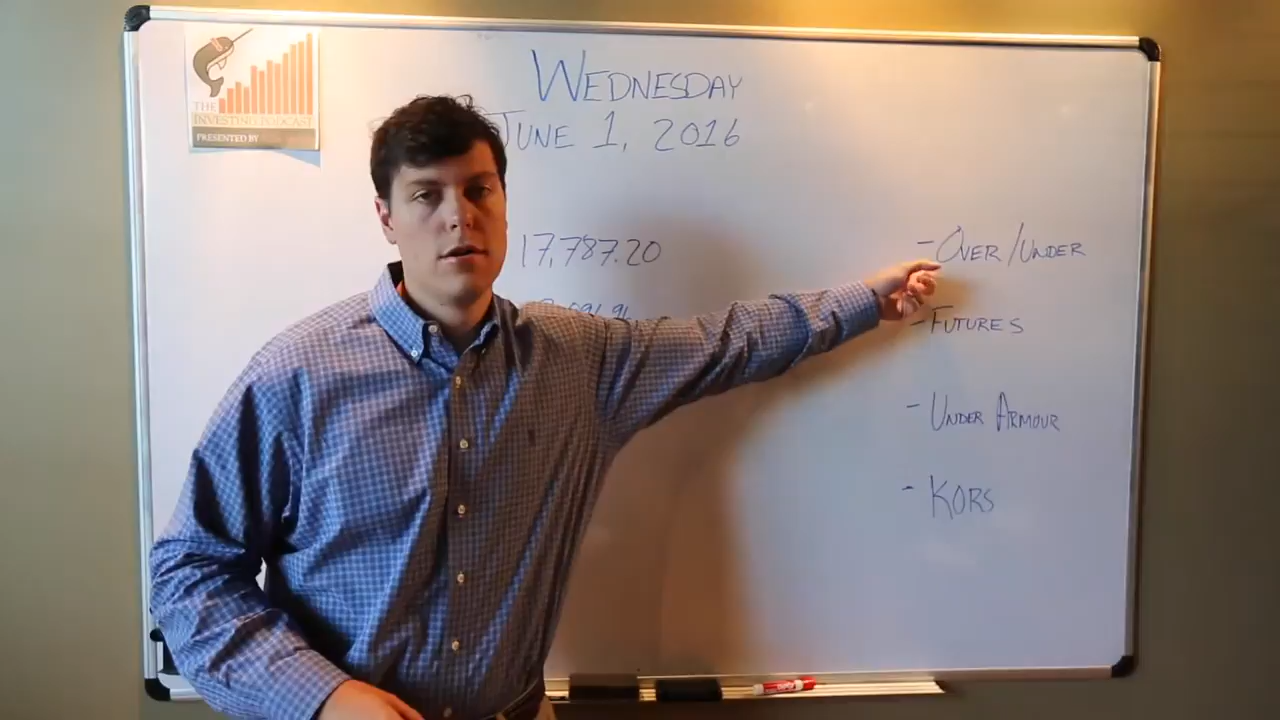 THE
INVESTING PODCAST
PRESENTED BY
WEDNESDAY
JUNE 1, 2016
17,787.20
- OVER/UNDER
- FUTURES
- UNDER ARMOUR
- KORS